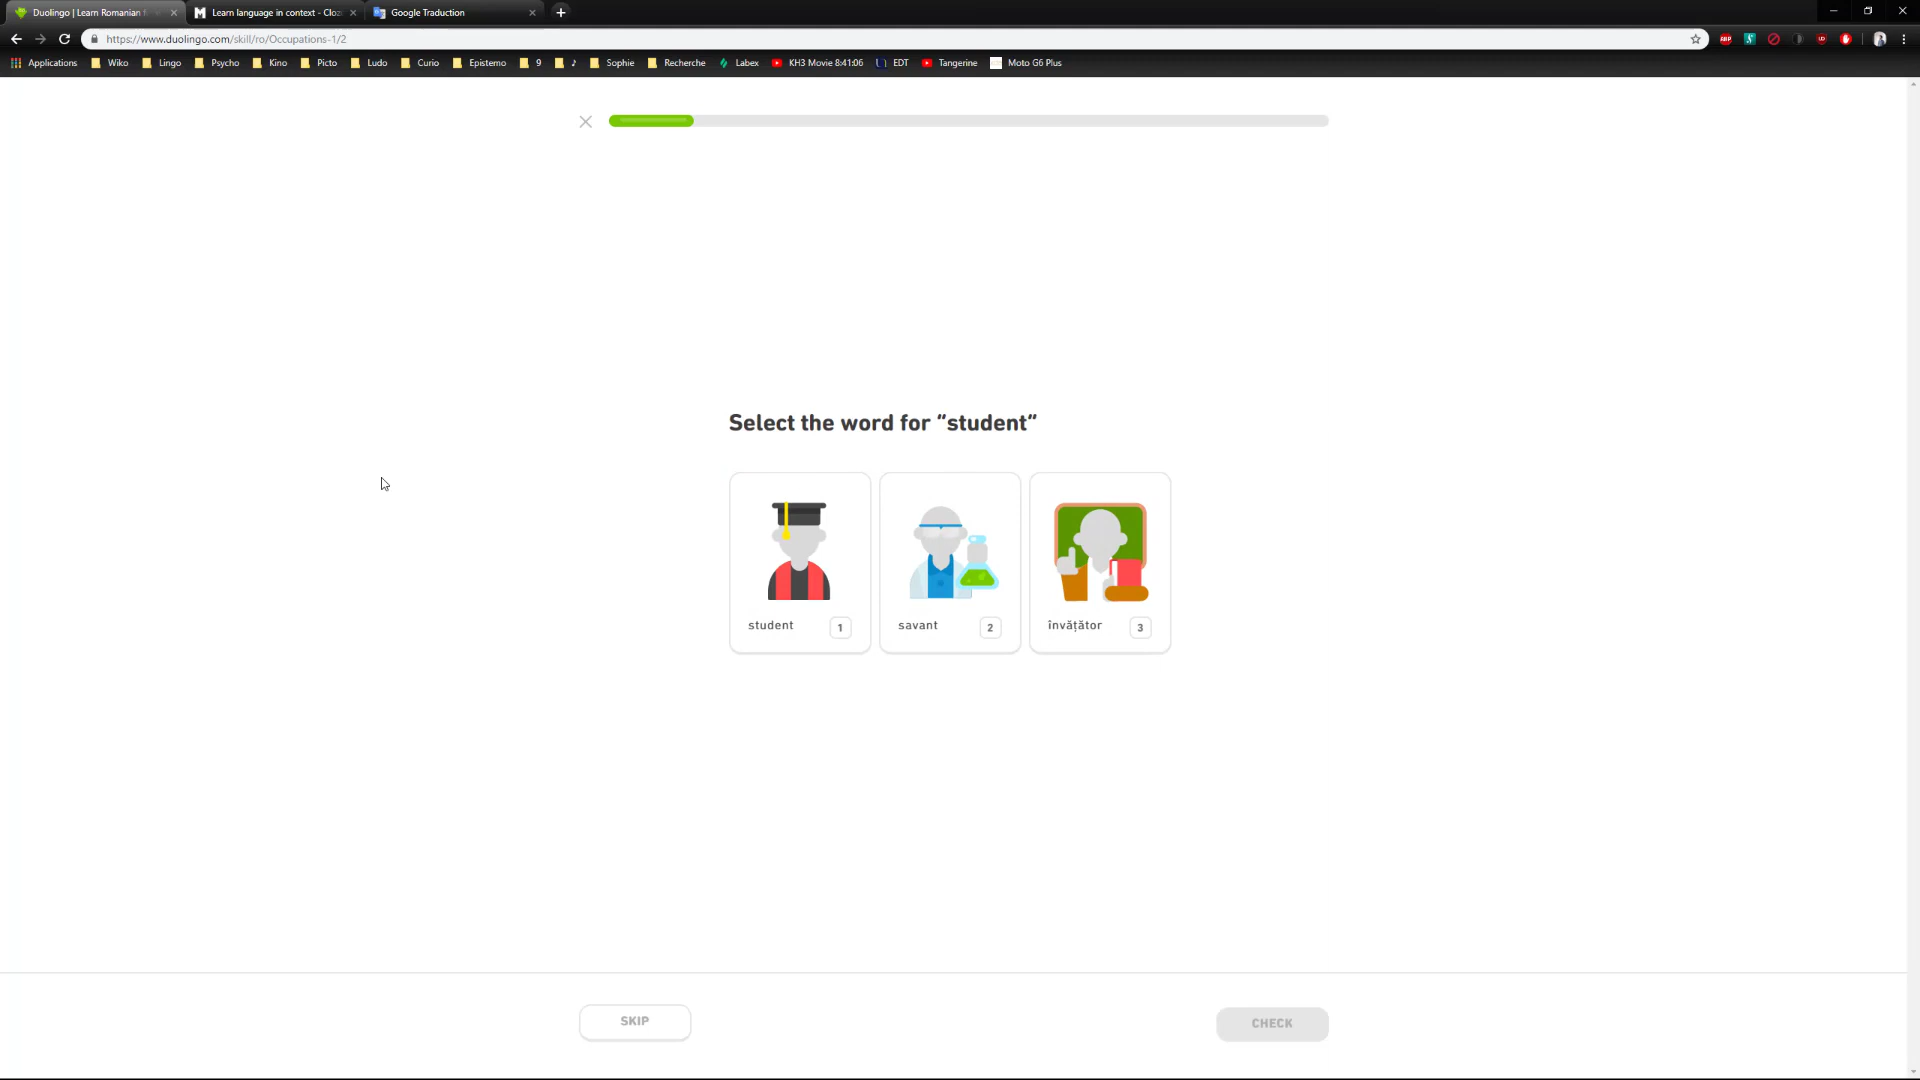 Duolingo | Learn Romanian f
Learn language in context - Cloz
Google Traduction
https://www.duolingo.com/skill/ro/Occupations-1/2
ABP
Applications
Wiko
Lingo
Psycho
Kino
Picto
Ludo
Curio
Epistemo
9
♪
Sophie
Recherche
Labex
KH3 Movie 8:41:06
EDT
Tangerine
Moto G6 Plus
Select the word for “student”
student 1
savant 2
învățător 3
SKIP
CHECK